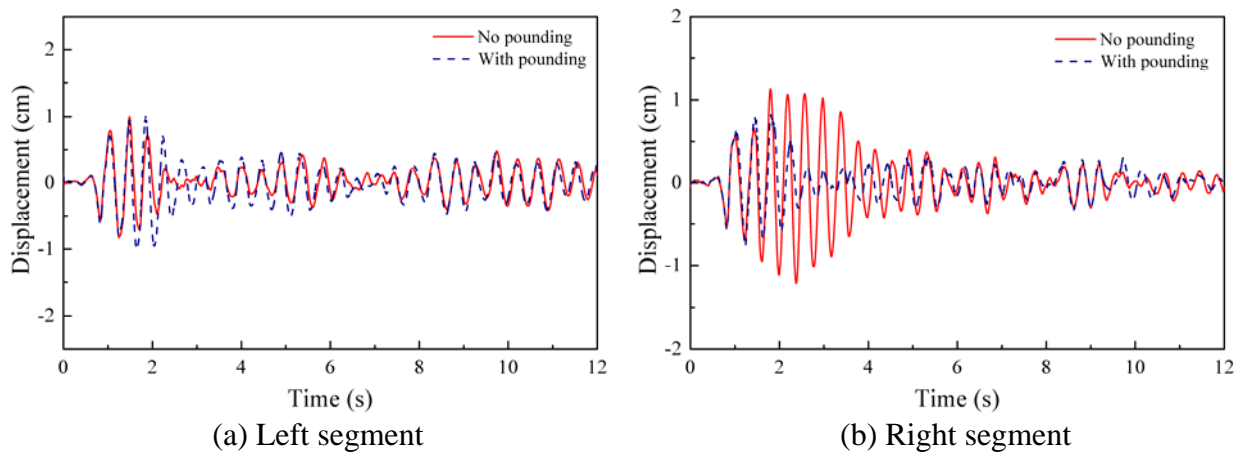 No pounding
With pounding
Displacement (cm)
2
1
0
-1
-2
0 2 4 6 8 10 12
Time (s)
(a) Left segment
No pounding
With pounding
Displacement (cm)
2
1
0
-1
-2
0 2 4 6 8 10 12
Time (s)
(b) Right segment